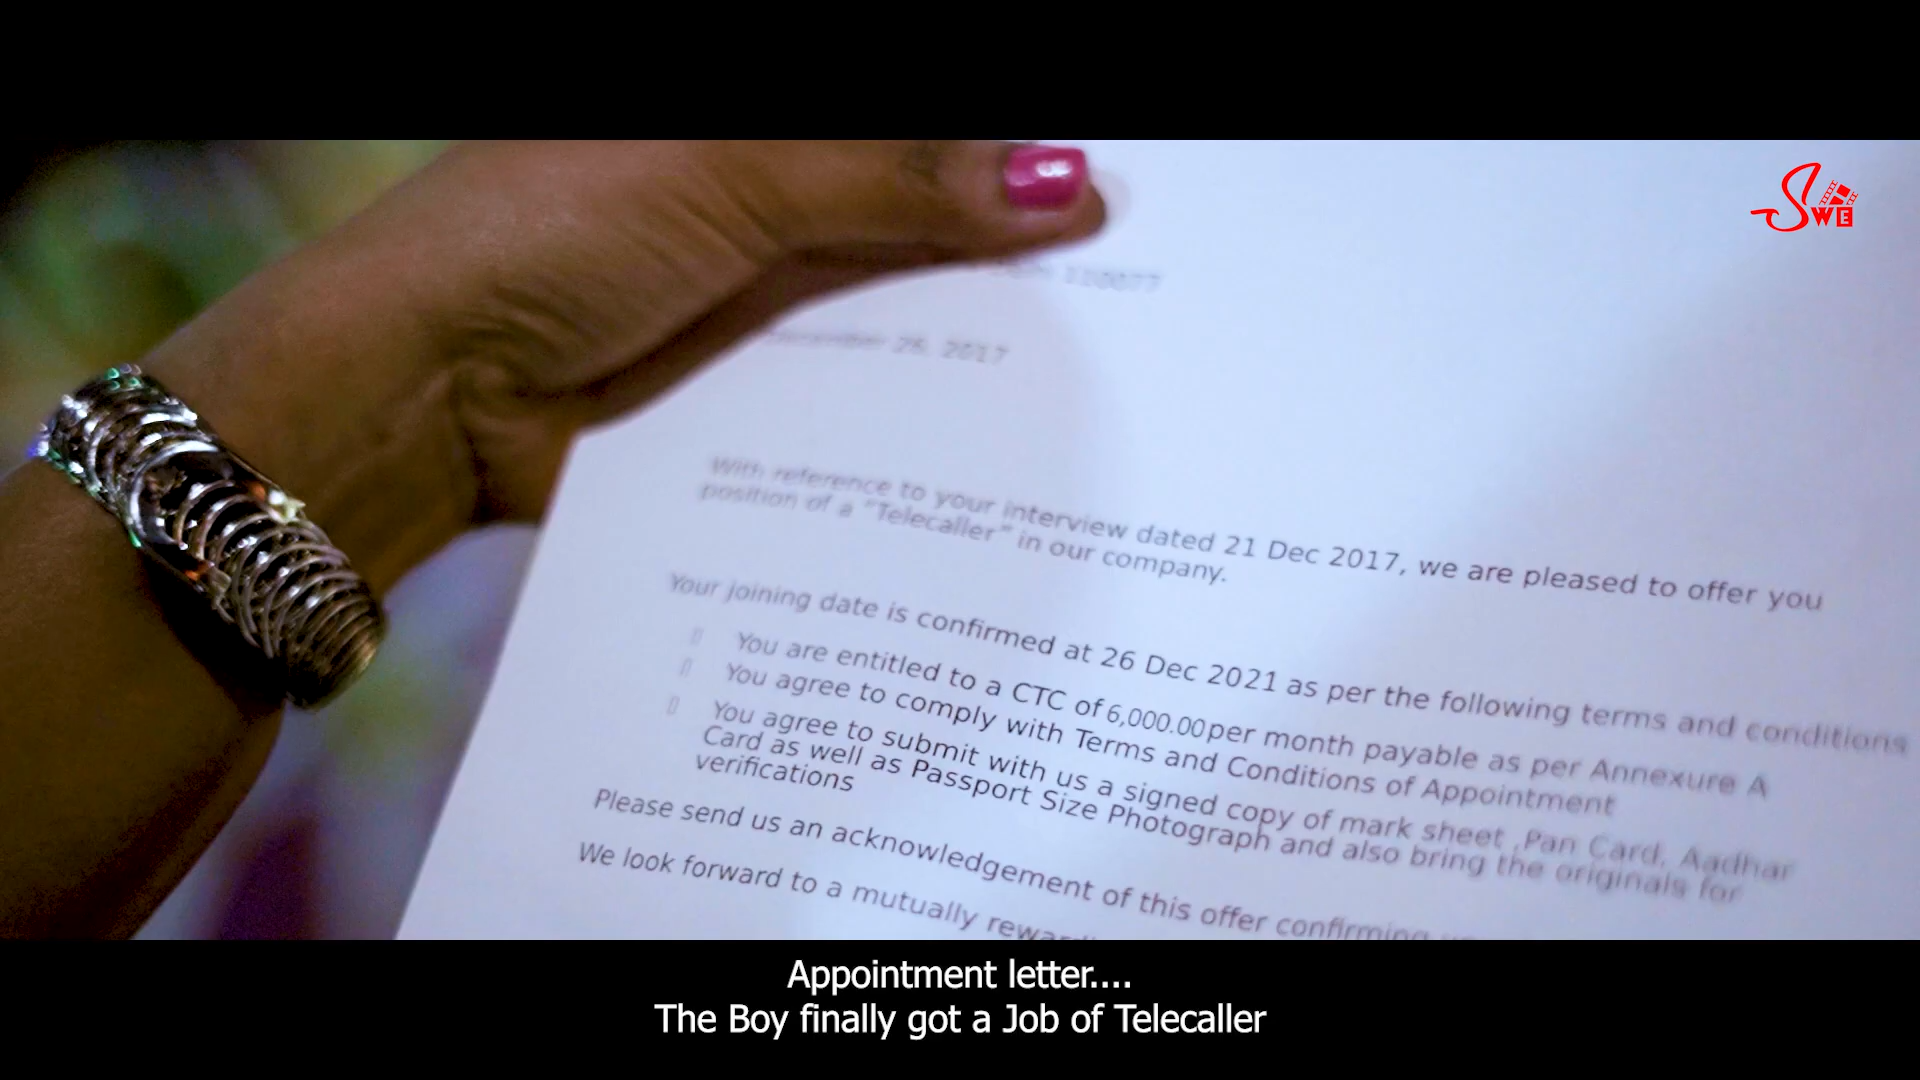 SWE
110077
December 26, 2017
With reference to your interview dated 21 Dec 2017, we are pleased to offer you
position of a "Telecaller" in our company.
Your joining date is confirmed at 26 Dec 2021 as per the following terms and conditions
You are entitled to a CTC of 6,000.00per month payable as per Annexure A
You agree to comply with Terms and Conditions of Appointment
You agree to submit with us a signed copy of mark sheet ,Pan Card, Aadhar
Card as well as Passport Size Photograph and also bring the originals for
verifications
Please send us an acknowledgement of this offer confirming
We look forward to a mutually
Appointment letter....
The Boy finally got a Job of Telecaller